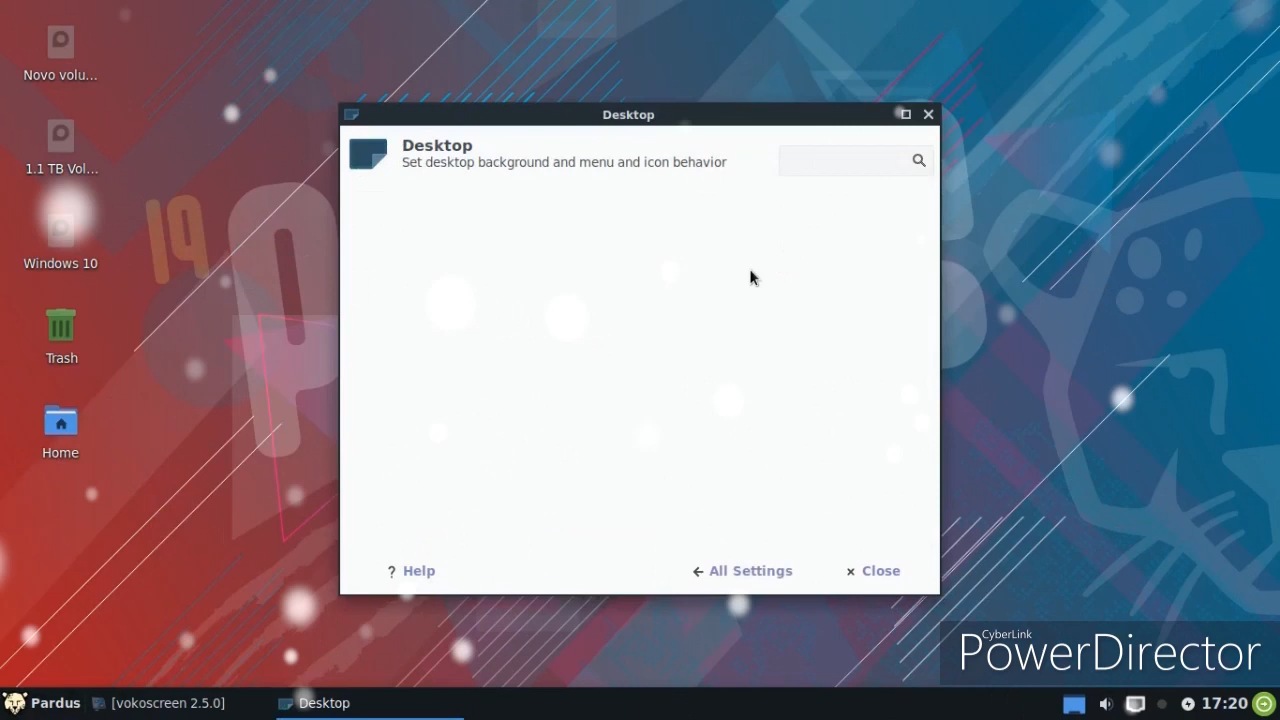 Novo volu...
1.1 TB Vol...
Windows 10
Trash
Home
19
Desktop
Desktop
Set desktop background and menu and icon behavior
? Help
All Settings
Close
CyberLink
PowerDirector
Pardus
[vokoscreen 2.5.0]
Desktop
17:20